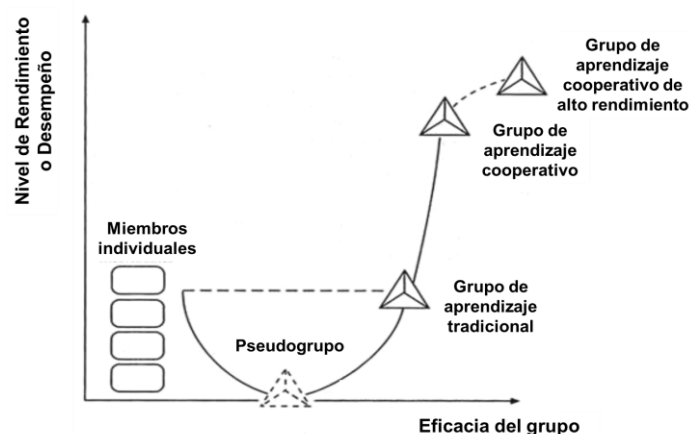 Nivel de Rendimiento
o Desempeño
Grupo de
aprendizaje
cooperativo de
alto rendimiento
Grupo de
aprendizaje
cooperativo
Miembros
individuales
Grupo de
aprendizaje
tradicional
Pseudogrupo
Eficacia del grupo